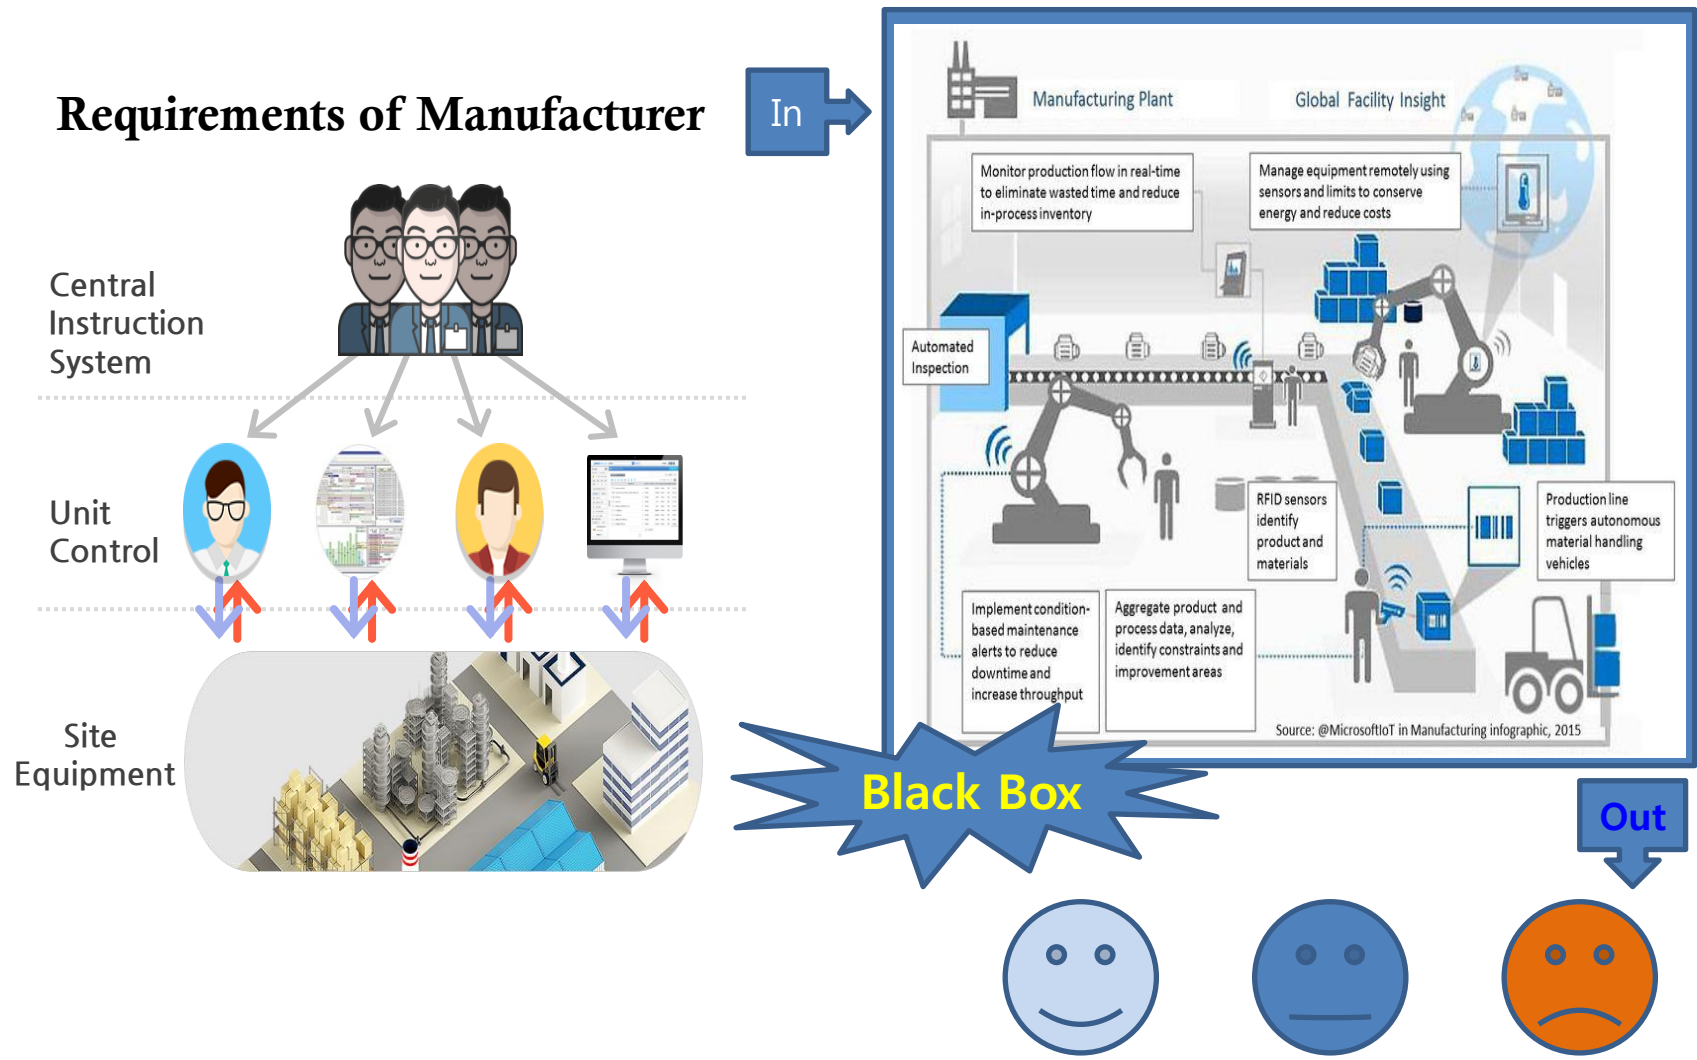 Requirements of Manufacturer
In
Central
Instruction
System
Unit
Control
Site
Equipment
Manufacturing Plant
Global Facility Insight
Monitor production flow in real-time
to eliminate wasted time and reduce
in-process inventory
Manage equipment remotely using
sensors and limits to conserve
energy and reduce costs
Automated
Inspection
RFID sensors
identify
product and
materials
Production line
triggers autonomous
material handling
vehicles
Implement condition-
based maintenance
alerts to reduce
downtime and
increase throughput
Aggregate product and
process data, analyze,
identify constraints and
improvement areas
Source: @MicrosoftIoT in Manufacturing infographic, 2015
Black Box
Out